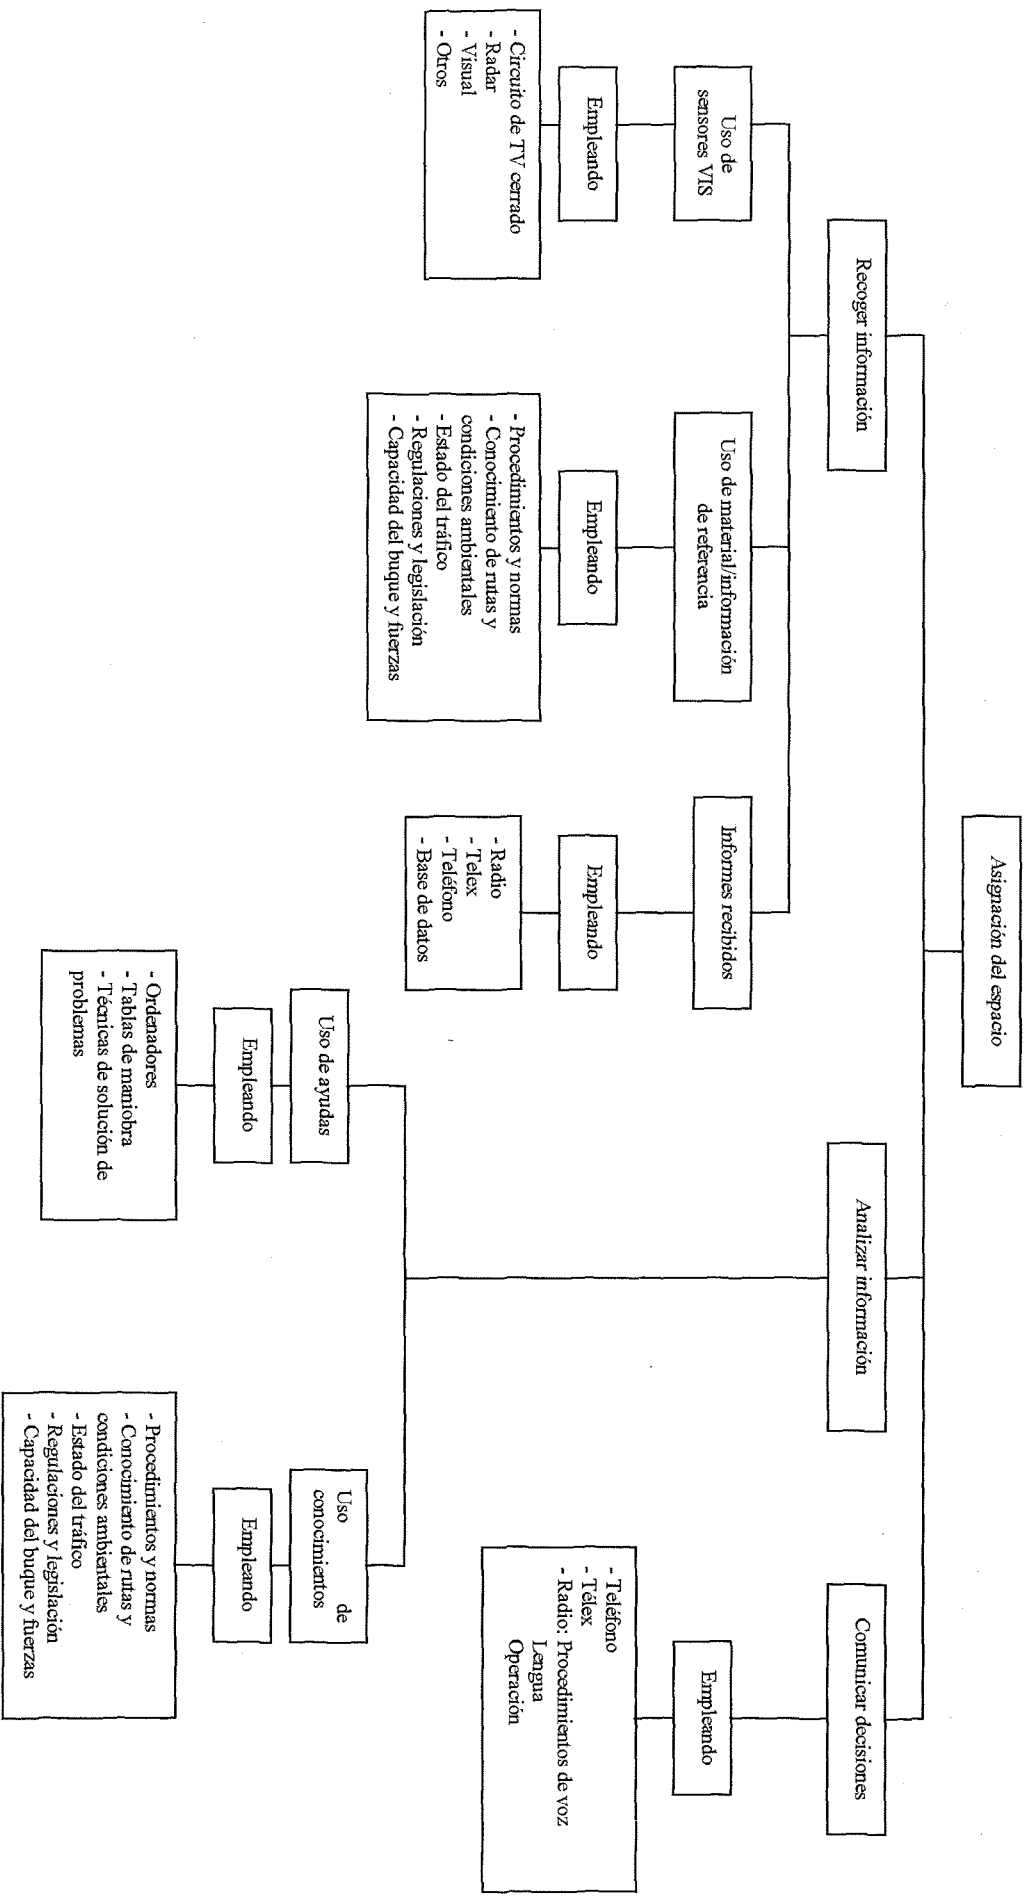 Asignación del espacio
Recoger información
Analizar información
Comunicar decisiones
Uso de
sensores VIS
Uso de material/información
de referencia
Informes recibidos
Empleando
Empleando
Empleando
Empleando
- Circuito de TV cerrado
- Radar
- Visual
- Otros
- Procedimientos y normas
- Conocimiento de rutas y
condiciones ambientales
- Estado del tráfico
- Regulaciones y legislación
- Capacidad del buque y fuerzas
- Radio
- Telex
- Teléfono
- Base de datos
- Teléfono
- Télex
- Radio: Procedimientos de voz
Lengua
Operación
Uso de ayudas
Uso de
conocimientos
Empleando
Empleando
- Ordenadores
- Tablas de maniobra
- Técnicas de solución de
problemas
- Procedimientos y normas
- Conocimiento de rutas y
condiciones ambientales
- Estado del tráfico
- Regulaciones y legislación
- Capacidad del buque y fuerzas